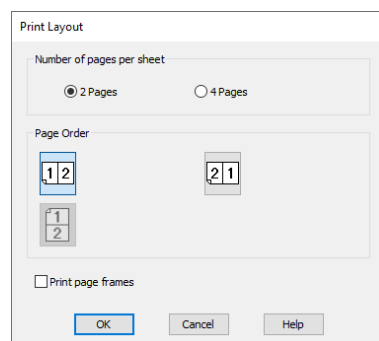 Print Layout
Number of pages per sheet
2 Pages 4 Pages
Page Order
1 2 2 1
1
2
Print page frames
OK Cancel Help